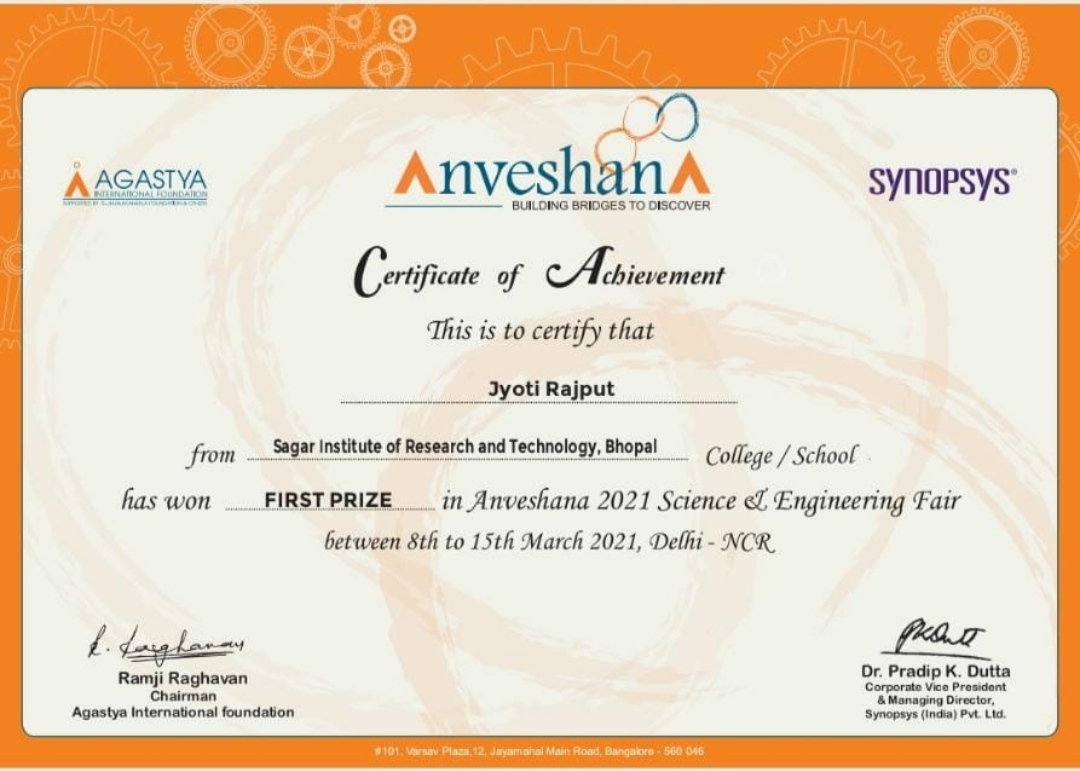 AGASTYA
INTERNATIONAL FOUNDATION
AnveshanA
BUILDING BRIDGES TO DISCOVER
SYNOPSYS®
Certificate of Achievement
This is to certify that
Jyoti Rajput
from Sagar Institute of Research and Technology, Bhopal College / School
has won FIRST PRIZE in Anveshana 2021 Science & Engineering Fair
between 8th to 15th March 2021, Delhi - NCR
Ramji Raghavan
Chairman
Agastya International foundation
Dr. Pradip K. Dutta
Corporate Vice President
& Managing Director,
Synopsys (India) Pvt. Ltd.
#101, Varsav Plaza,12, Jayamahal Main Road, Bangalore - 560 046